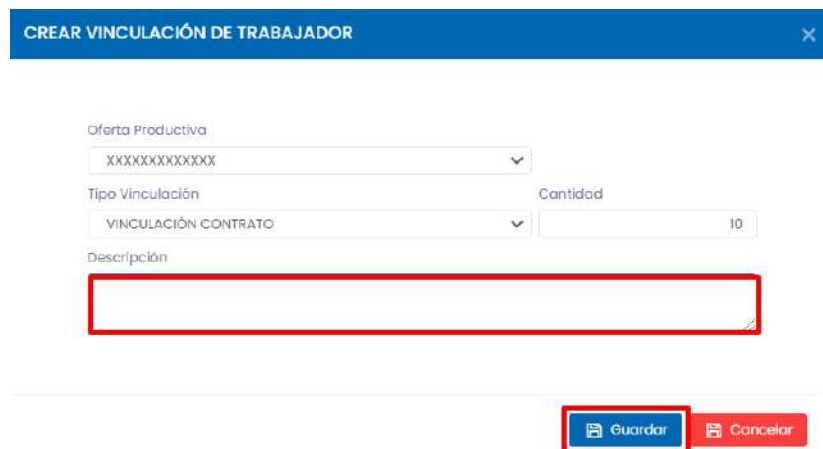 CREAR VINCULACIÓN DE TRABAJADOR
Oferta Productiva
XXXXXXXXXXXXX
Tipo Vinculación Cantidad
VINCULACIÓN CONTRATO 10
Descripción
Guardar Cancelar